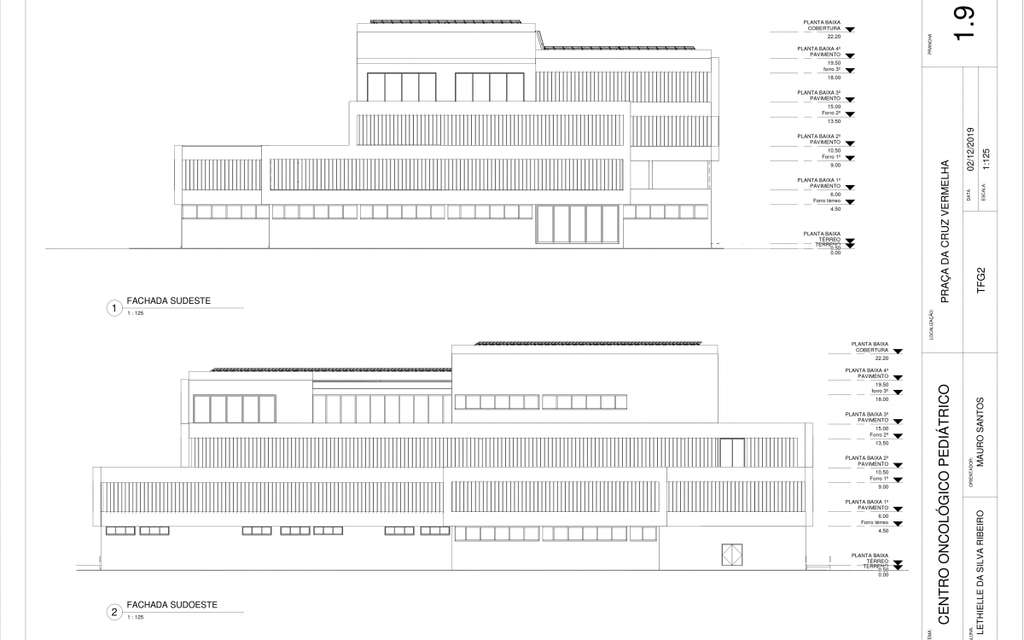 PLANTA BAIXA
COBERTURA
22.20
PLANTA BAIXA 4º
PAVIMENTO
19.50
forro 3º
18.00
PLANTA BAIXA 3º
PAVIMENTO
15.00
Forro 2º
13.50
PLANTA BAIXA 2º
PAVIMENTO
10.50
Forro 1º
9.00
PLANTA BAIXA 1º
PAVIMENTO
6.00
Forro térreo
4.50
PLANTA BAIXA
TÉRREO
TERRENO
0.50
0.00
1
FACHADA SUDESTE
1 : 125
PLANTA BAIXA
COBERTURA
22.20
PLANTA BAIXA 4º
PAVIMENTO
19.50
forro 3º
18.00
PLANTA BAIXA 3º
PAVIMENTO
15.00
Forro 2º
13.50
PLANTA BAIXA 2º
PAVIMENTO
10.50
Forro 1º
9.00
PLANTA BAIXA 1º
PAVIMENTO
6.00
Forro térreo
4.50
PLANTA BAIXA
TÉRREO
TERRENO
0.50
0.00
2
FACHADA SUDOESTE
1 : 125
PRANCHA
1.9
LOCALIZAÇÃO
PRAÇA DA CRUZ VERMELHA
DATA
02/12/2019
ESCALA
1:125
TFG2
CENTRO ONCOLÓGICO PEDIÁTRICO
ORIENTADOR:
MAURO SANTOS
LETHIELLE DA SILVA RIBEIRO